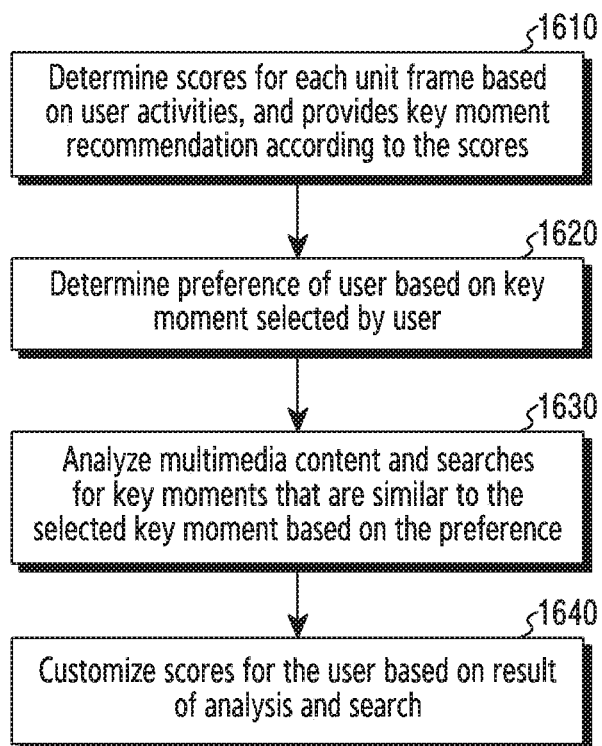 1610
Determine scores for each unit frame based
on user activities, and provides key moment
recommendation according to the scores
1620
Determine preference of user based on key
moment selected by user
1630
Analyze multimedia content and searches
for key moments that are similar to the
selected key moment based on the preference
1640
Customize scores for the user based on result
of analysis and search